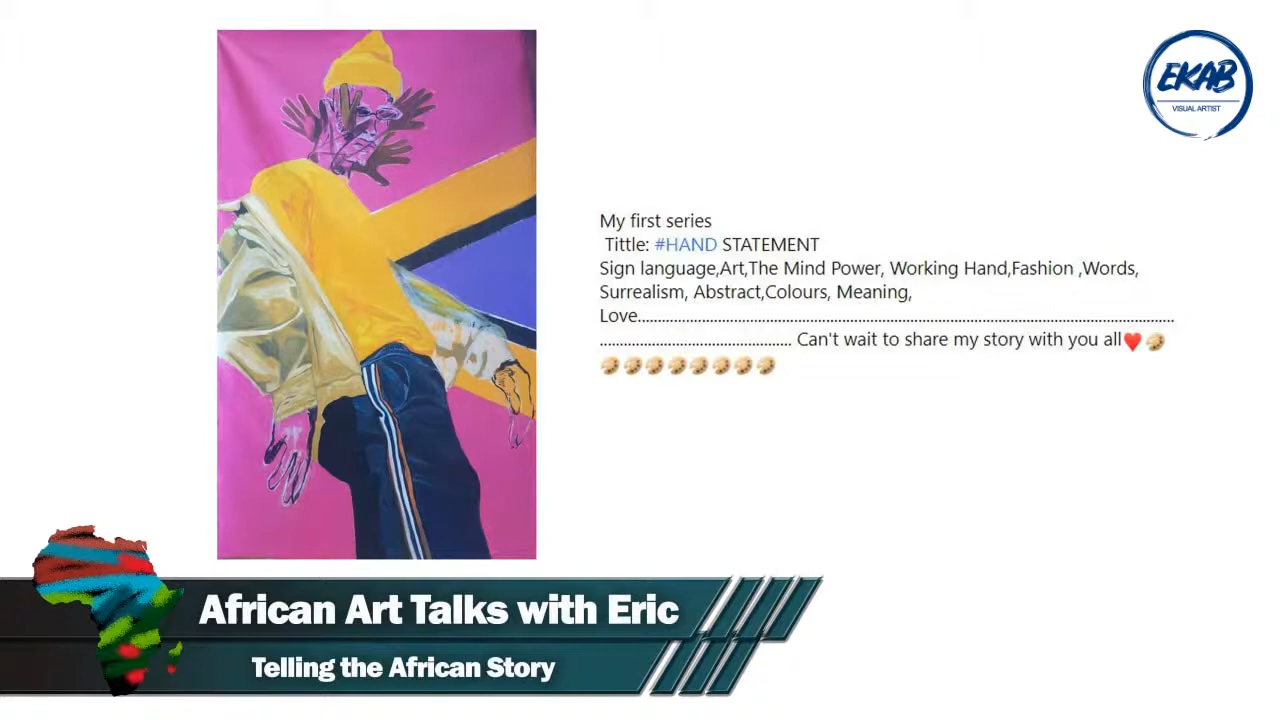 EKAB
VISUAL ARTIST
My first series
Tittle: #HAND STATEMENT
Sign language,Art,The Mind Power, Working Hand,Fashion ,Words,
Surrealism, Abstract,Colours, Meaning,
Love.......................................................................................................................................
................................................ Can't wait to share my story with you all❤️🎨
🎨🎨🎨🎨🎨🎨🎨🎨
African Art Talks with Eric
Telling the African Story